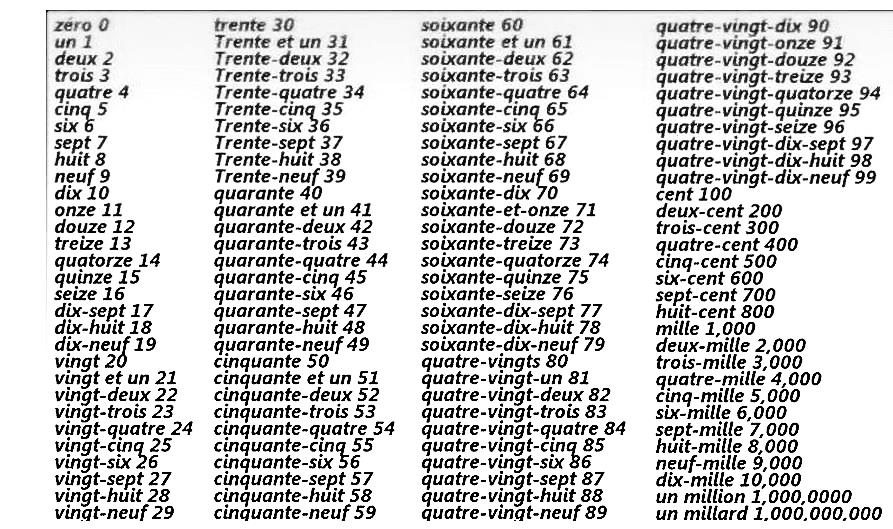 zéro 0
un 1
deux 2
trois 3
quatre 4
cinq 5
six 6
sept 7
huit 8
neuf 9
dix 10
onze 11
douze 12
treize 13
quatorze 14
quinze 15
seize 16
dix-sept 17
dix-huit 18
dix-neuf 19
vingt 20
vingt et un 21
vingt-deux 22
vingt-trois 23
vingt-quatre 24
vingt-cinq 25
vingt-six 26
vingt-sept 27
vingt-huit 28
vingt-neuf 29
trente 30
Trente et un 31
Trente-deux 32
Trente-trois 33
Trente-quatre 34
Trente-cinq 35
Trente-six 36
Trente-sept 37
Trente-huit 38
Trente-neuf 39
quarante 40
quarante et un 41
quarante-deux 42
quarante-trois 43
quarante-quatre 44
quarante-cinq 45
quarante-six 46
quarante-sept 47
quarante-huit 48
quarante-neuf 49
cinquante 50
cinquante et un 51
cinquante-deux 52
cinquante-trois 53
cinquante-quatre 54
cinquante-cinq 55
cinquante-six 56
cinquante-sept 57
cinquante-huit 58
cinquante-neuf 59
soixante 60
soixante et un 61
soixante-deux 62
soixante-trois 63
soixante-quatre 64
soixante-cinq 65
soixante-six 66
soixante-sept 67
soixante-huit 68
soixante-neuf 69
soixante-dix 70
soixante-et-onze 71
soixante-douze 72
soixante-treize 73
soixante-quatorze 74
soixante-quinze 75
soixante-seize 76
soixante-dix-sept 77
soixante-dix-huit 78
soixante-dix-neuf 79
quatre-vingts 80
quatre-vingt-un 81
quatre-vingt-deux 82
quatre-vingt-trois 83
quatre-vingt-quatre 84
quatre-vingt-cinq 85
quatre-vingt-six 86
quatre-vingt-sept 87
quatre-vingt-huit 88
quatre-vingt-neuf 89
quatre-vingt-dix 90
quatre-vingt-onze 91
quatre-vingt-douze 92
quatre-vingt-treize 93
quatre-vingt-quatorze 94
quatre-vingt-quinze 95
quatre-vingt-seize 96
quatre-vingt-dix-sept 97
quatre-vingt-dix-huit 98
quatre-vingt-dix-neuf 99
cent 100
deux-cent 200
trois-cent 300
quatre-cent 400
cinq-cent 500
six-cent 600
sept-cent 700
huit-cent 800
mille 1,000
deux-mille 2,000
trois-mille 3,000
quatre-mille 4,000
cinq-mille 5,000
six-mille 6,000
sept-mille 7,000
huit-mille 8,000
neuf-mille 9,000
dix-mille 10,000
un million 1,000,0000
un millard 1,000,000,000